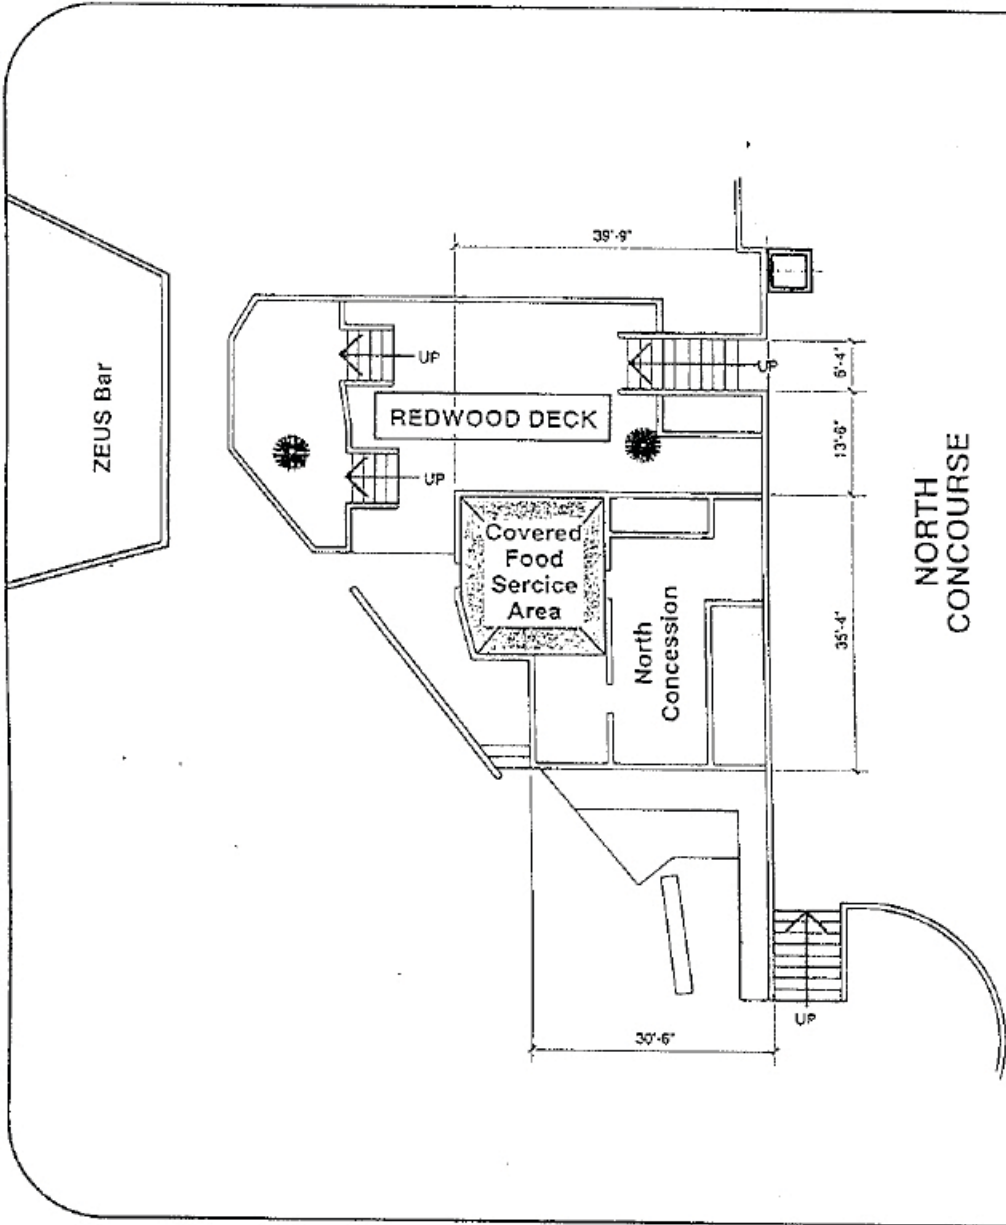 39'-9"
ZEUS Bar
UP
UP
6'-4"
REDWOOD DECK
UP
13'-6"
NORTH
CONCOURSE
Covered
Food
Sercice
Area
North
Concession
35'-4"
UP
30'-6"